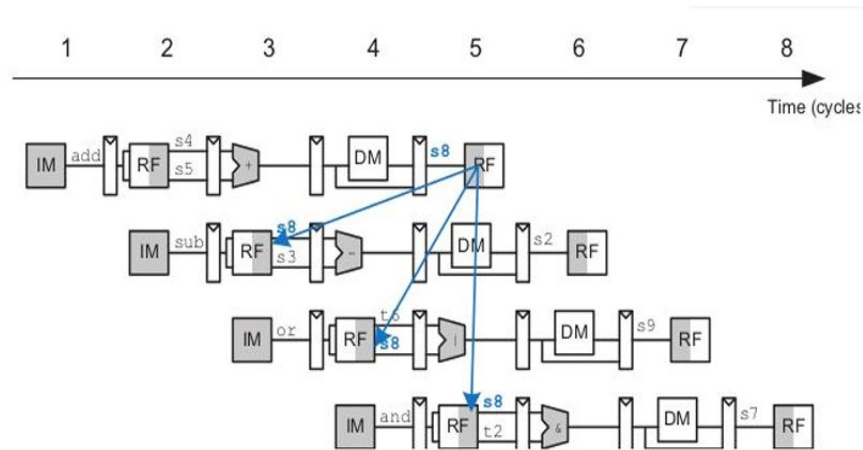 1 2 3 4 5 6 7 8
Time (cycles
IM add RF s4 s5 + DM s8 RF
IM sub RF s8 s3 - DM s2 RF
IM or RF t6 s8 | DM s9 RF
IM and RF s8 t2 & DM s7 RF